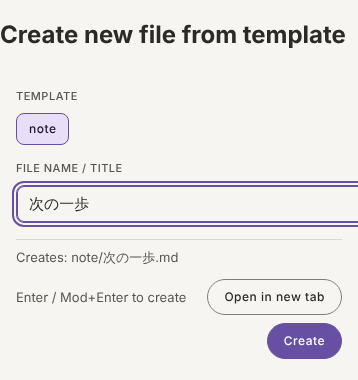 Create new file from template
TEMPLATE
note
FILE NAME / TITLE
次の一歩
Creates: note/次の一歩.md
Enter / Mod+Enter to create
Open in new tab
Create